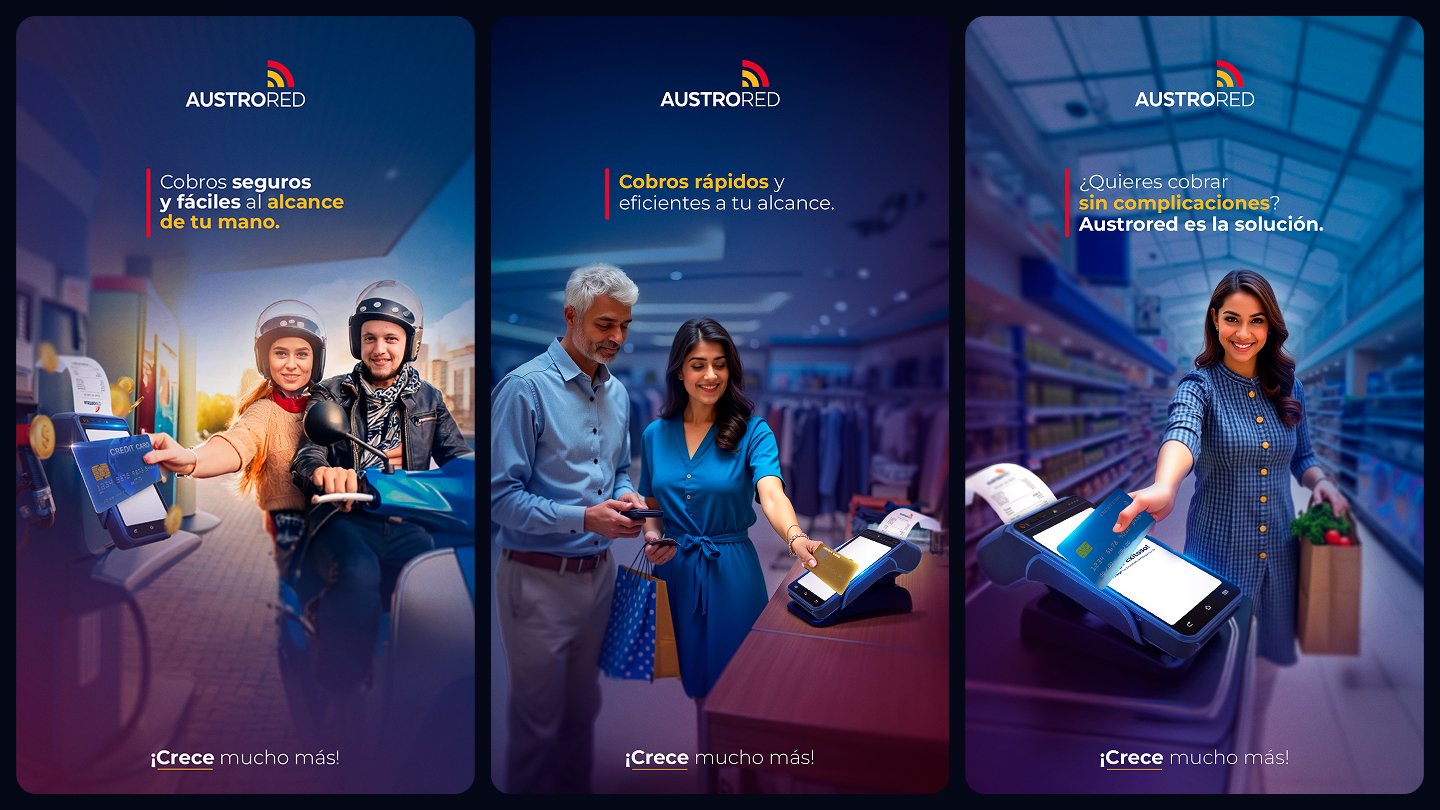 AUSTRORED
Cobros seguros
y fáciles al alcance
de tu mano.
CREDIT CARD
¡Crece mucho más!
AUSTRORED
Cobros rápidos y
eficientes a tu alcance.
¡Crece mucho más!
AUSTRORED
¿Quieres cobrar
sin complicaciones?
Austrored es la solución.
¡Crece mucho más!